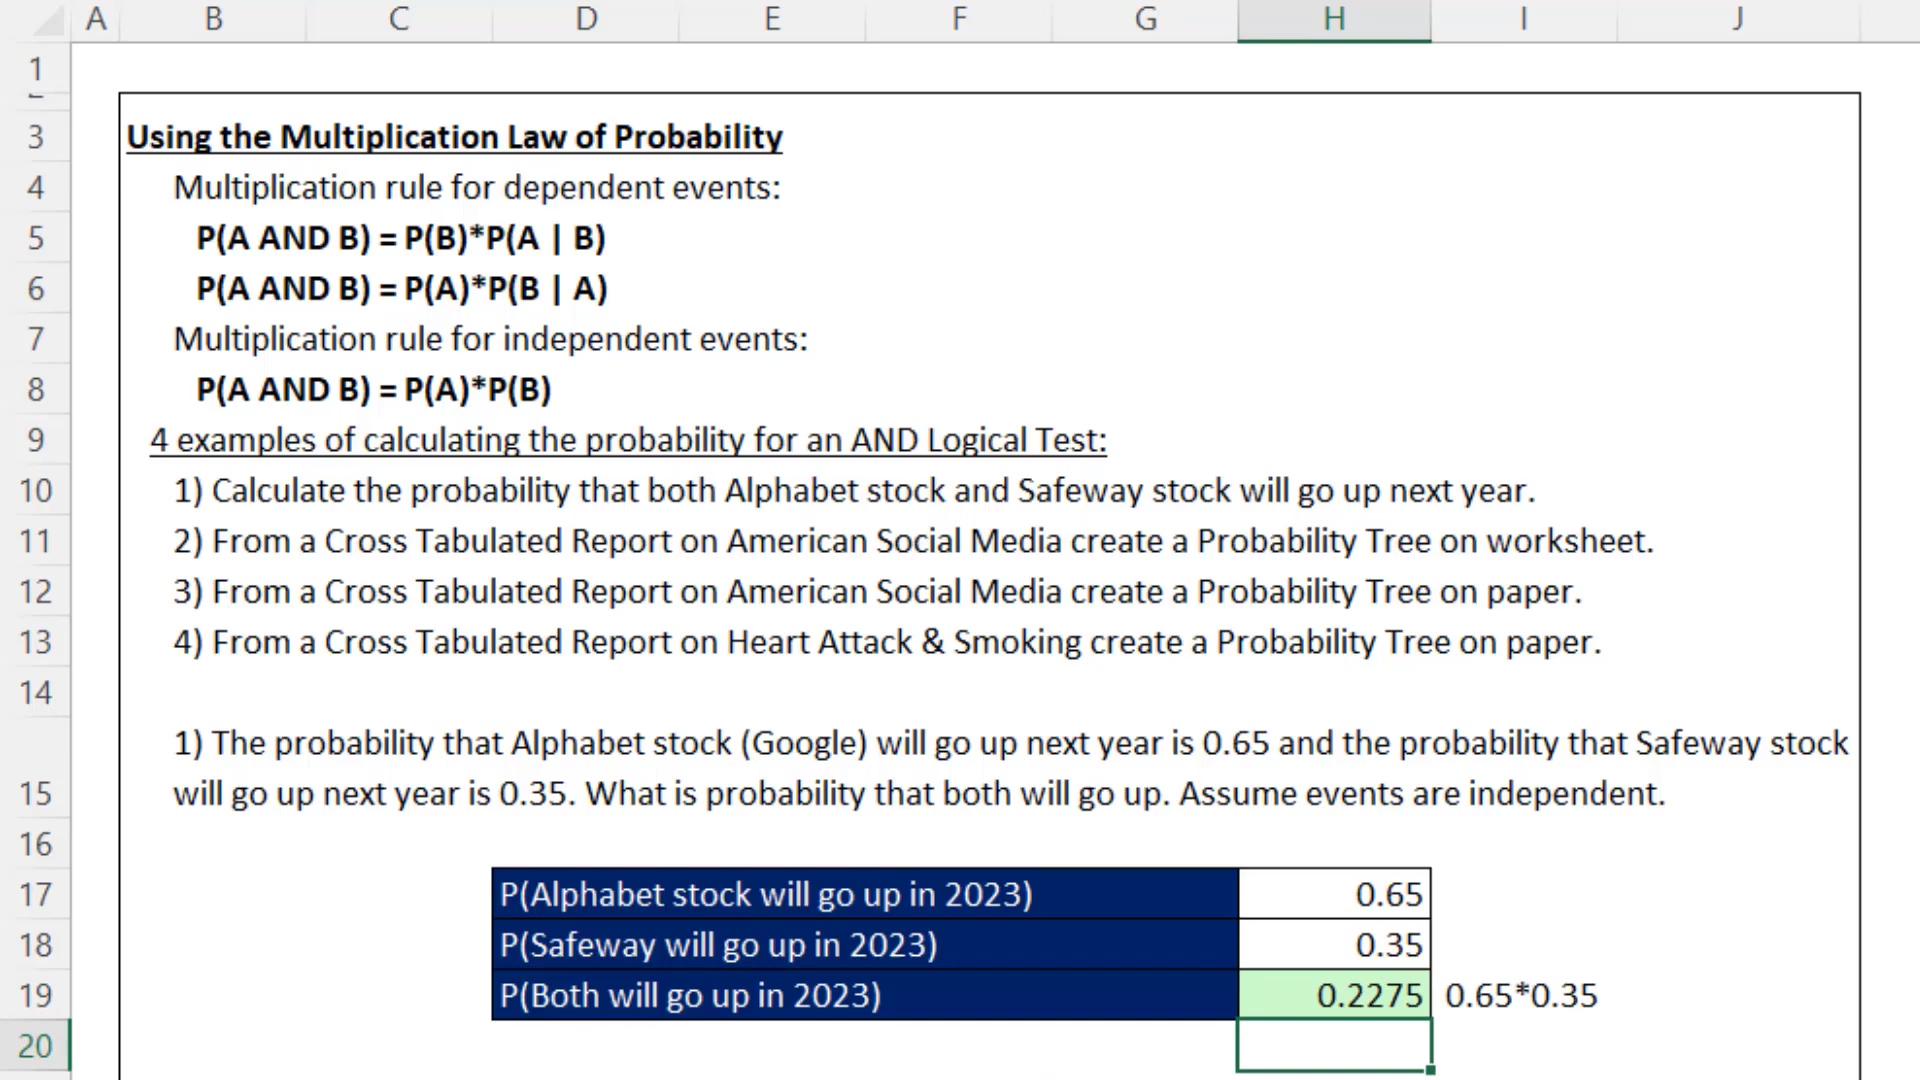 A B C D E F G H I J
1
3 Using the Multiplication Law of Probability
4 Multiplication rule for dependent events:
5 P(A AND B) = P(B)*P(A | B)
6 P(A AND B) = P(A)*P(B | A)
7 Multiplication rule for independent events:
8 P(A AND B) = P(A)*P(B)
9 4 examples of calculating the probability for an AND Logical Test:
10 1) Calculate the probability that both Alphabet stock and Safeway stock will go up next year.
11 2) From a Cross Tabulated Report on American Social Media create a Probability Tree on worksheet.
12 3) From a Cross Tabulated Report on American Social Media create a Probability Tree on paper.
13 4) From a Cross Tabulated Report on Heart Attack & Smoking create a Probability Tree on paper.
14
1) The probability that Alphabet stock (Google) will go up next year is 0.65 and the probability that Safeway stock
15 will go up next year is 0.35. What is probability that both will go up. Assume events are independent.
16
17 P(Alphabet stock will go up in 2023) 0.65
18 P(Safeway will go up in 2023) 0.35
19 P(Both will go up in 2023) 0.2275 0.65*0.35
20